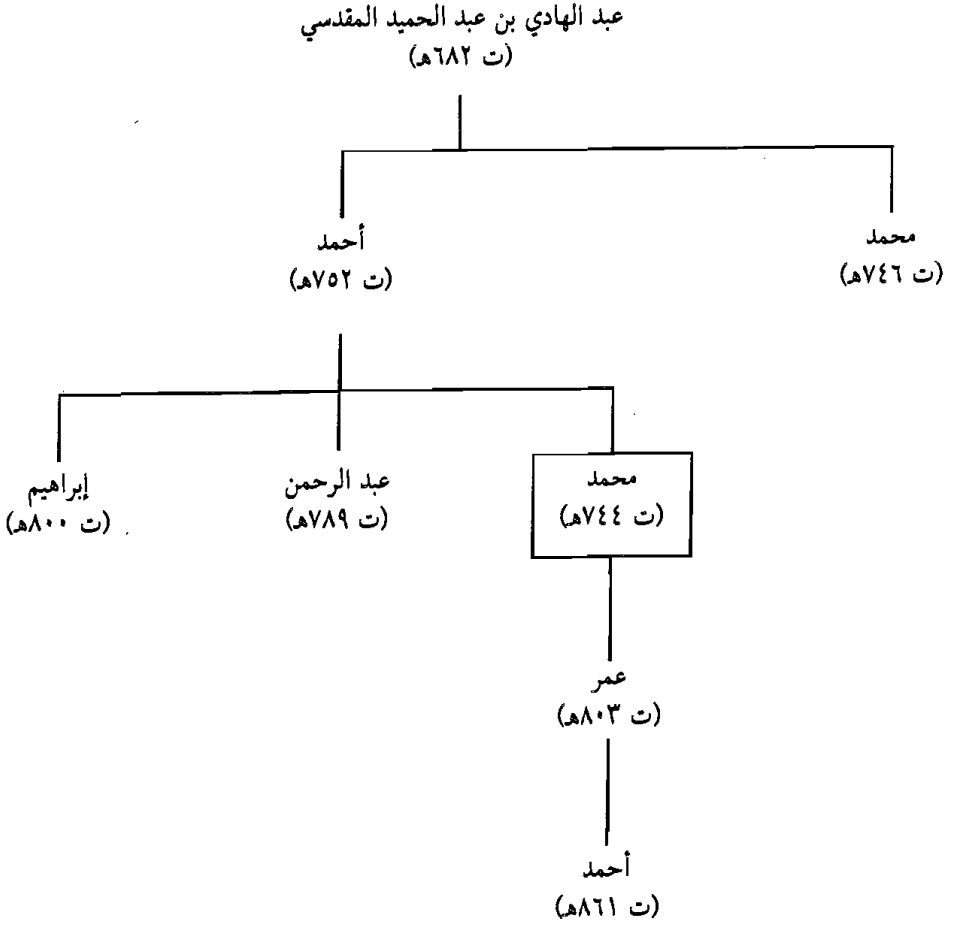 عبد الهادي بن عبد الحميد المقدسي
(ت ٦٨٢هـ)
محمد
(ت ٧٤٦هـ)
أحمد
(ت ٧٥٢هـ)
محمد
(ت ٧٤٤هـ)
عبد الرحمن
(ت ٧٨٩هـ)
إبراهيم
(ت ٨٠٠هـ)
عمر
(ت ٨٠٣هـ)
أحمد
(ت ٨٦١هـ)